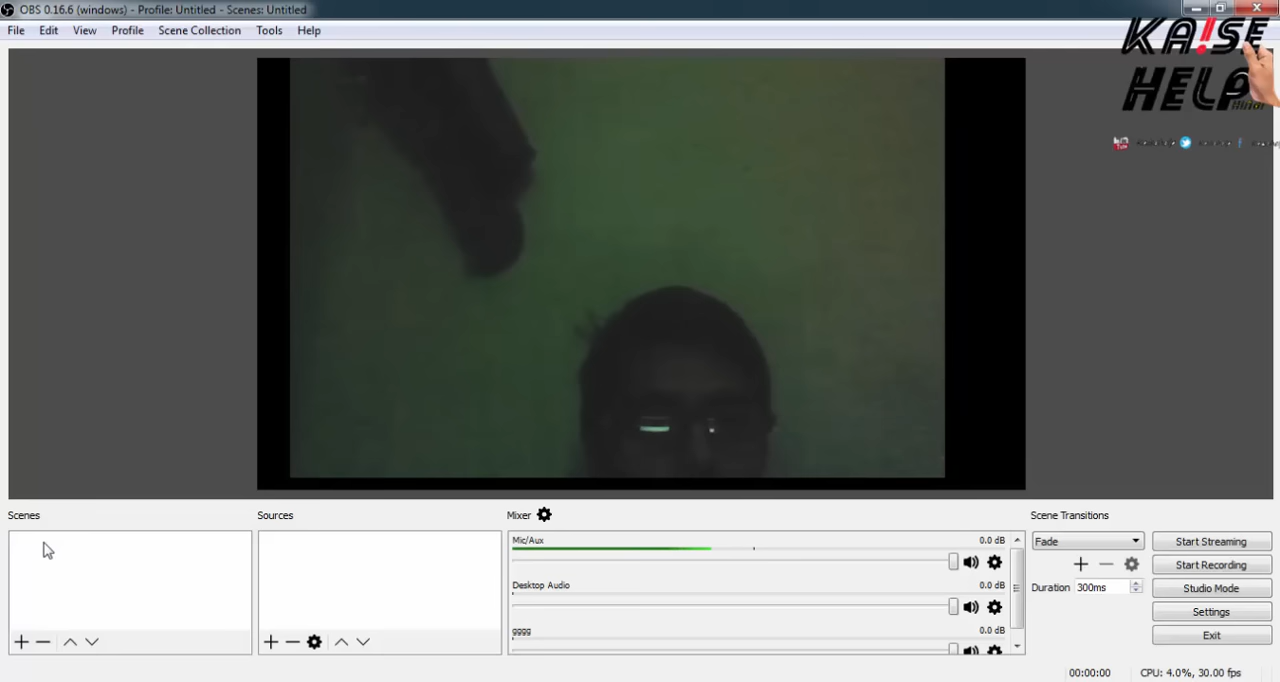 OBS 0.16.6 (windows) - Profile: Untitled - Scenes: Untitled
File Edit View Profile Scene Collection Tools Help
KA!SE
HELP
Scenes
Sources
Mixer
Scene Transitions
Mic/Aux 0.0 dB
Desktop Audio 0.0 dB
gggg 0.0 dB
Fade
Duration 300ms
Start Streaming
Start Recording
Studio Mode
Settings
Exit
00:00:00 CPU: 4.0%, 30.00 fps